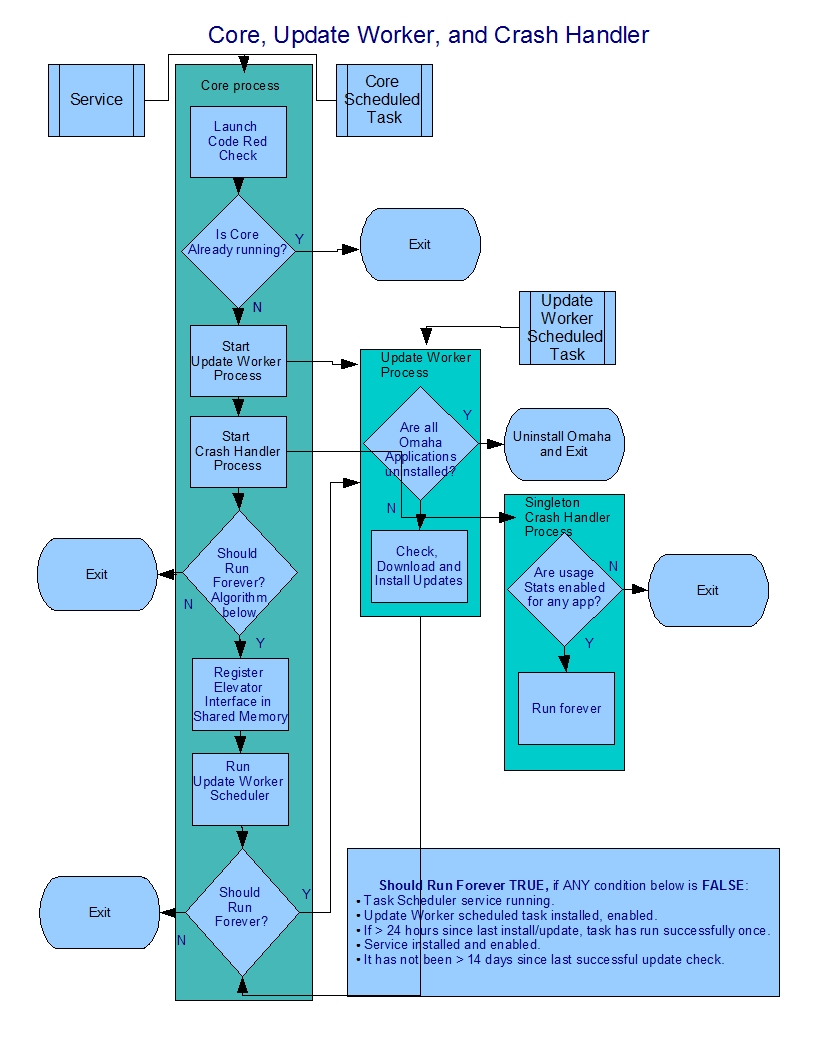 Core, Update Worker, and Crash Handler
Service
Core process
Core
Scheduled
Task
Launch
Code Red
Check
Is Core
Already running?
Y
Exit
N
Update
Worker
Scheduled
Task
Start
Update Worker
Process
Update Worker
Process
Start
Crash Handler
Process
Are all
Omaha
Applications
uninstalled?
Y
Uninstall Omaha
and Exit
N
Singleton
Crash Handler
Process
Should
Run
Forever?
Algorithm
below
Exit
N
Y
Check,
Download and
Install Updates
Are usage
Stats enabled
for any app?
N
Exit
Y
Run forever
Register
Elevator
Interface in
Shared Memory
Run
Update Worker
Scheduler
Should
Run
Forever?
Y
Exit
N
Should Run Forever TRUE, if ANY condition below is FALSE:
• Task Scheduler service running.
• Update Worker scheduled task installed, enabled.
• If > 24 hours since last install/update, task has run successfully once.
• Service installed and enabled.
• It has not been > 14 days since last successful update check.